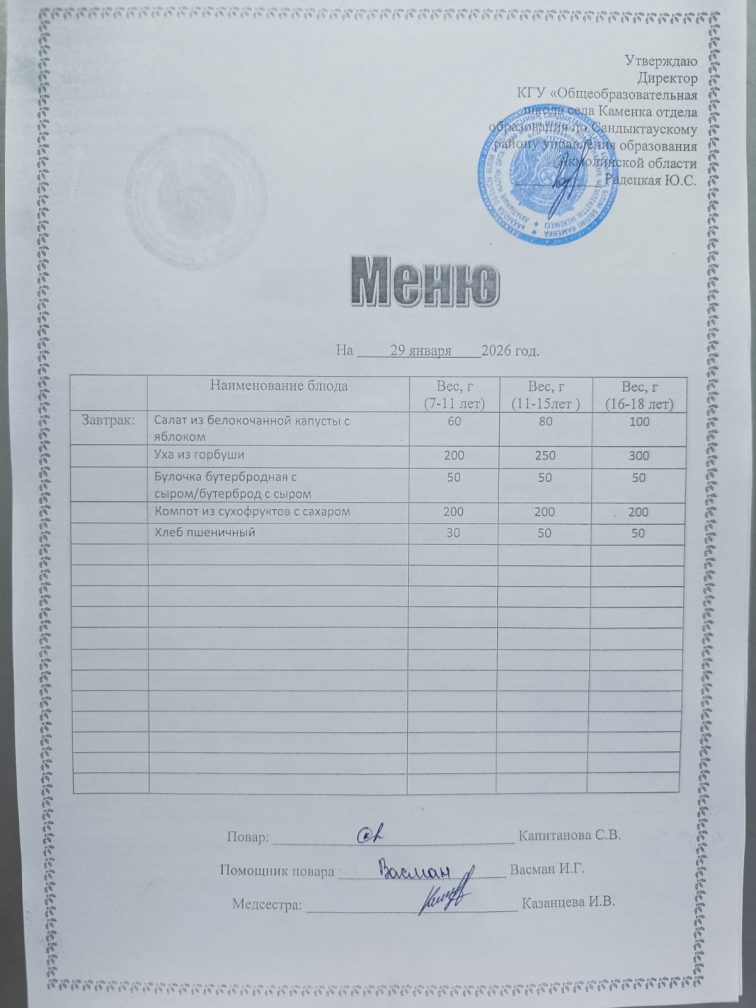 Утверждаю
Директор
КГУ «Общеобразовательная
школа села Каменка отдела
образования по Сандыктаускому
району управления образования
Акмолинской области
Радецкая Ю.С.
Меню
На 29 января 2026 год.
Наименование блюда Вес, г (7-11 лет) Вес, г (11-15лет ) Вес, г (16-18 лет)
Завтрак: Салат из белокочанной капусты с 60 80 100
яблоком
Уха из горбуши 200 250 300
Булочка бутербродная с 50 50 50
сыром/бутерброд с сыром
Компот из сухофруктов с сахаром 200 200 200
Хлеб пшеничный 30 50 50
Повар: Капитанова С.В.
Помощник повара : Васман Васман И.Г.
Медсестра: Казанцева И.В.